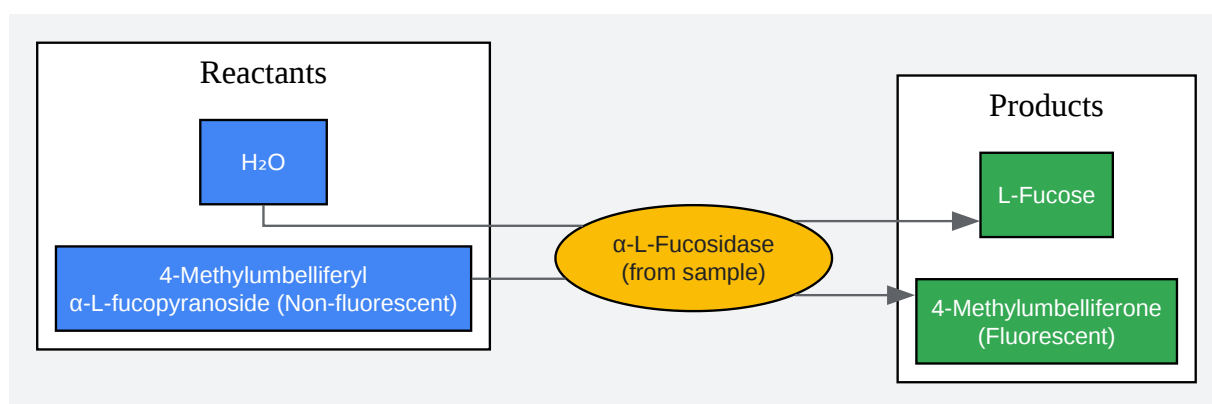 Reactants
H₂O
4-Methylumbelliferyl
α-L-fucopyranoside (Non-fluorescent)
α-L-Fucosidase
(from sample)
Products
L-Fucose
4-Methylumbelliferone
(Fluorescent)